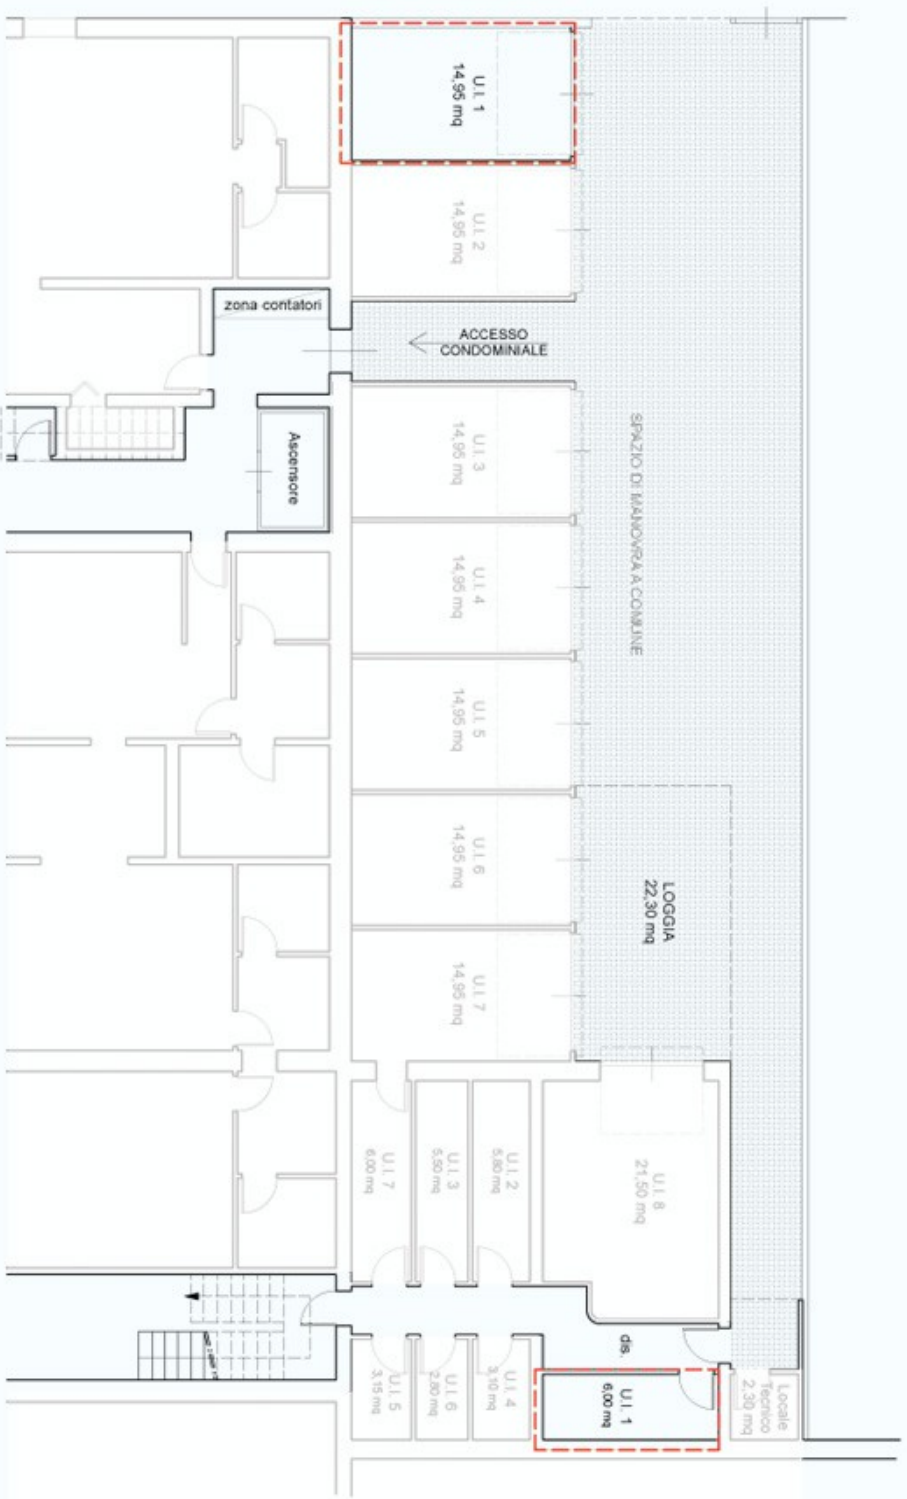 U.I. 1
14,95 mq
U.I. 2
14,95 mq
zona contatori
ACCESSO
CONDOMINIALE
Ascensore
U.I. 3
14,95 mq
SPAZIO DI MANOVRA A COMUNE
U.I. 4
14,95 mq
U.I. 5
14,95 mq
U.I. 6
14,95 mq
LOGGIA
22,30 mq
U.I. 7
14,95 mq
U.I. 7
6,00 mq
U.I. 3
5,50 mq
U.I. 2
5,80 mq
U.I. 8
21,50 mq
dis.
U.I. 5
3,15 mq
U.I. 6
2,80 mq
U.I. 4
3,10 mq
U.I. 1
6,00 mq
Locale
Tecnico
2,30 mq